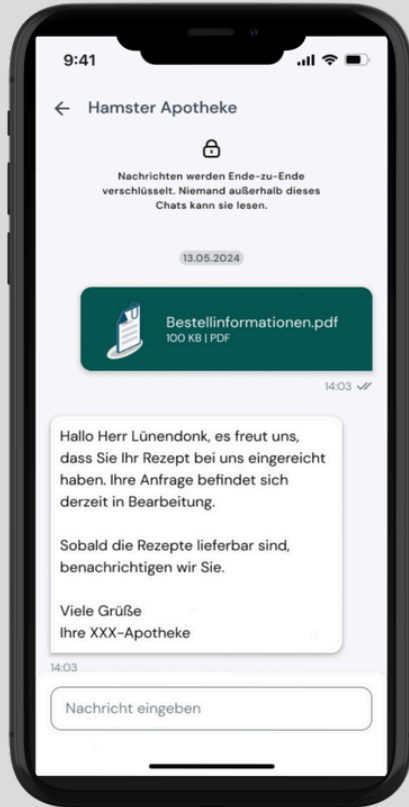 9:41
Hamster Apotheke
Nachrichten werden Ende-zu-Ende
verschlüsselt. Niemand außerhalb dieses
Chats kann sie lesen.
13.05.2024
Bestellinformationen.pdf
100 KB | PDF
14:03
Hallo Herr Lünendonk, es freut uns,
dass Sie Ihr Rezept bei uns eingereicht
haben. Ihre Anfrage befindet sich
derzeit in Bearbeitung.
Sobald die Rezepte lieferbar sind,
benachrichtigen wir Sie.
Viele Grüße
Ihre XXX-Apotheke
14:03
Nachricht eingeben